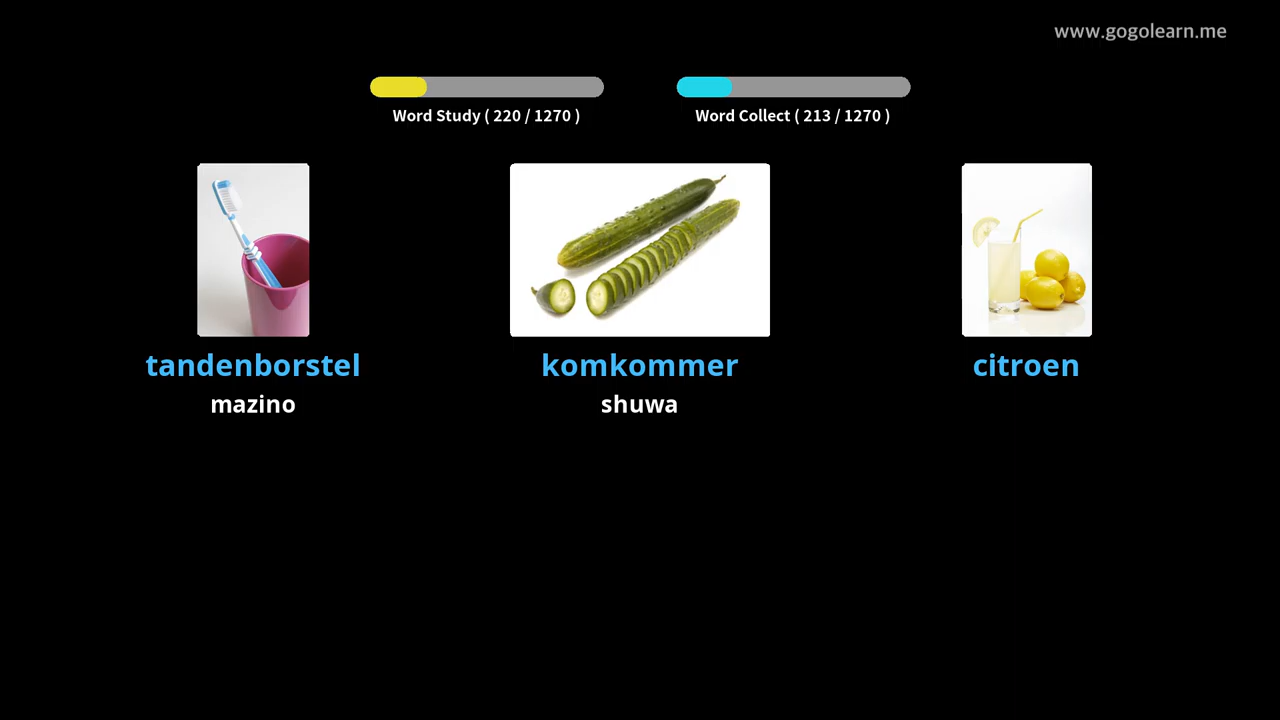 www.gogolearn.me
Word Study ( 220 / 1270 )
Word Collect ( 213 / 1270 )
tandenborstel
komkommer
citroen
mazino
shuwa